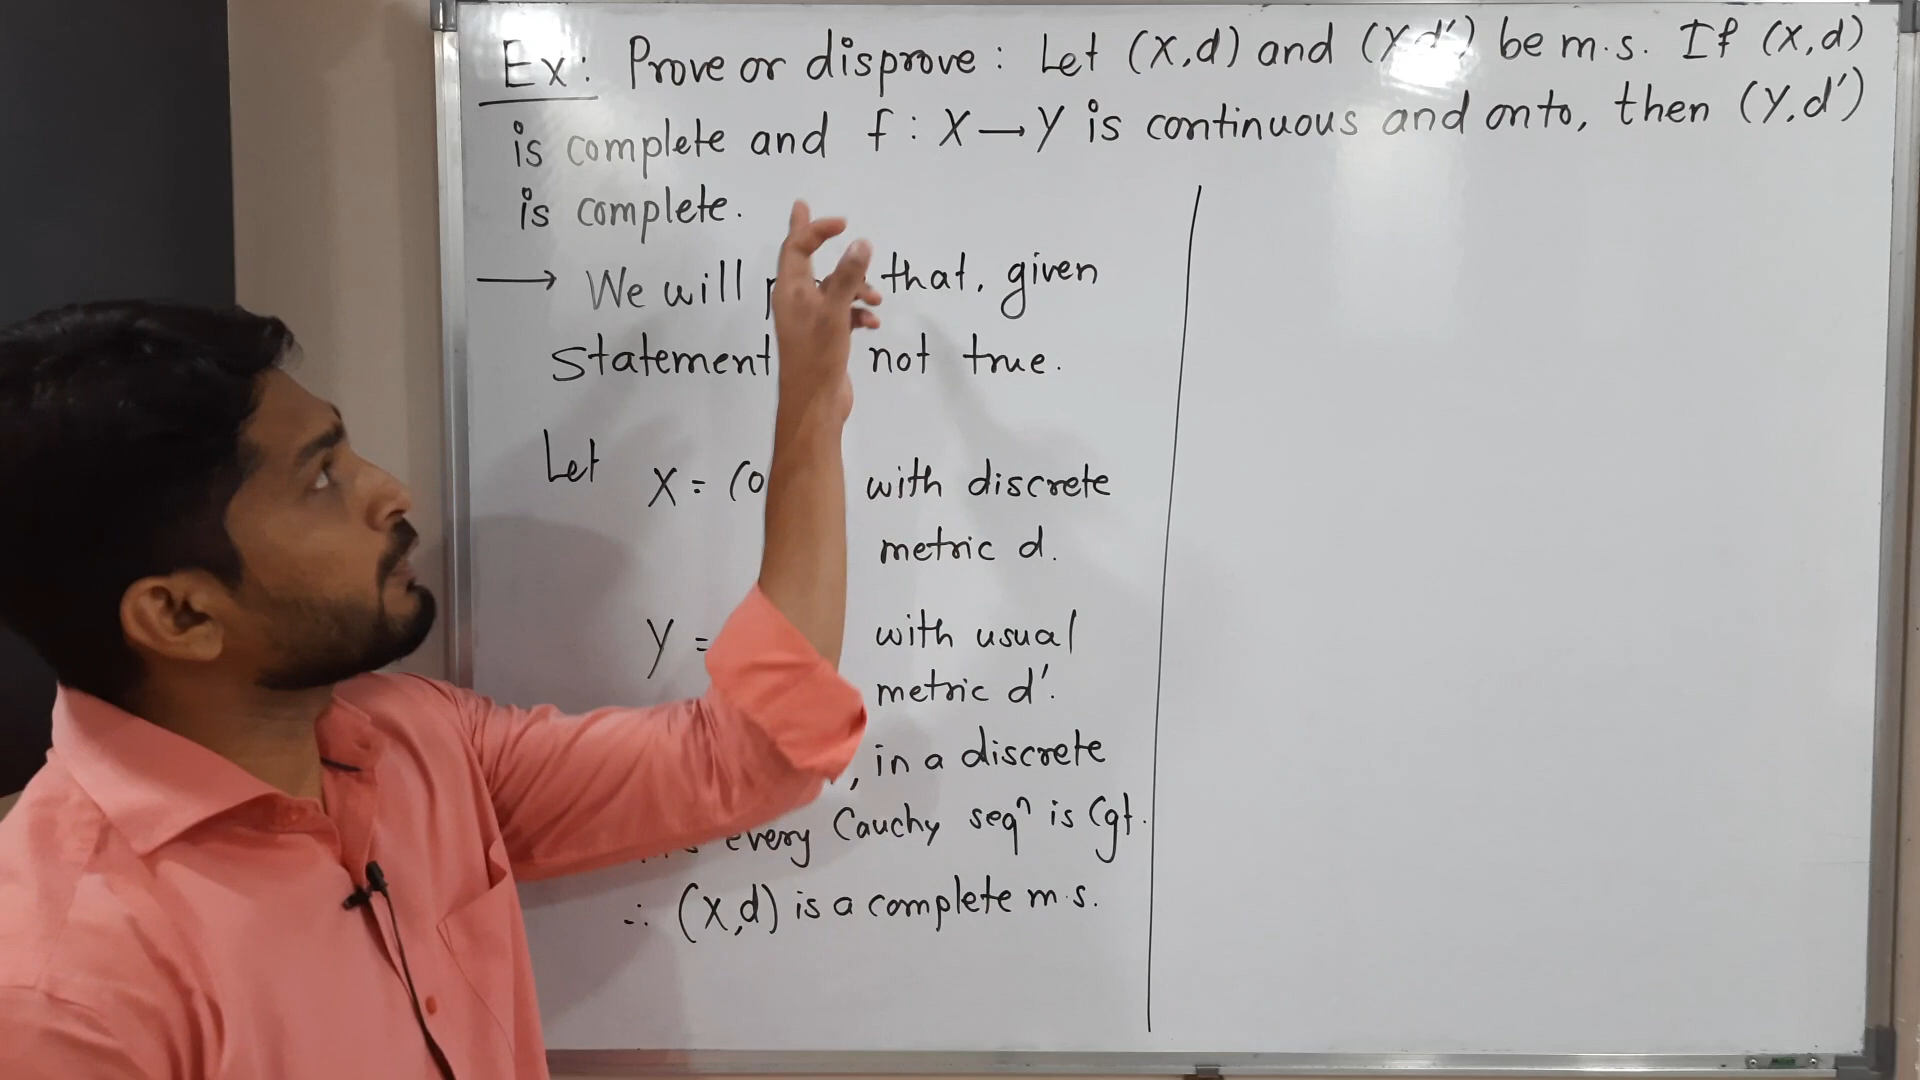 Ex: Prove or disprove: Let (X,d) and (Y,d') be m.s. If (X,d)
is complete and f: X→Y is continuous and onto, then (Y,d')
is complete.
→ We will that, given
statement not true.
Let X = (0 with discrete
metric d.
Y = with usual
metric d'.
, in a discrete
every Cauchy seqⁿ is Cgt.
∴ (X,d) is a complete m.s.